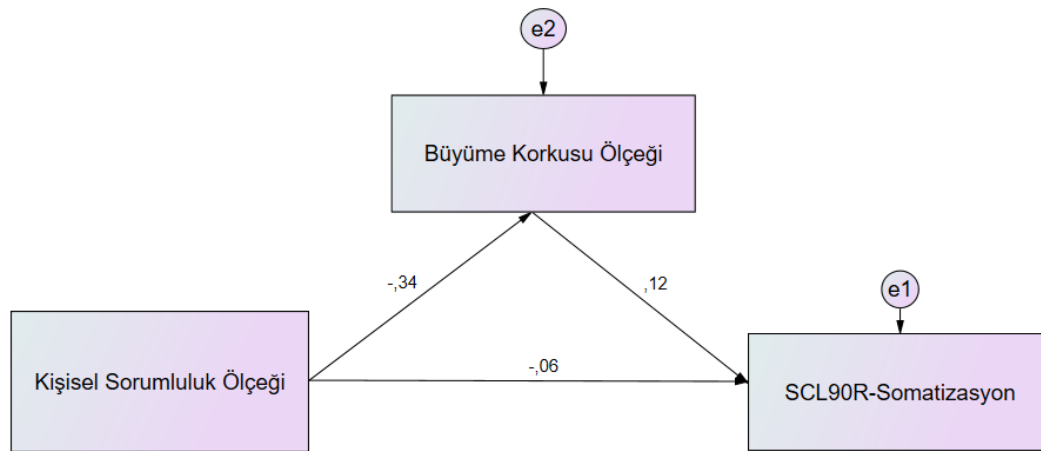 e2
Büyüme Korkusu Ölçeği
-,34
,12
e1
Kişisel Sorumluluk Ölçeği
-,06
SCL90R-Somatizasyon